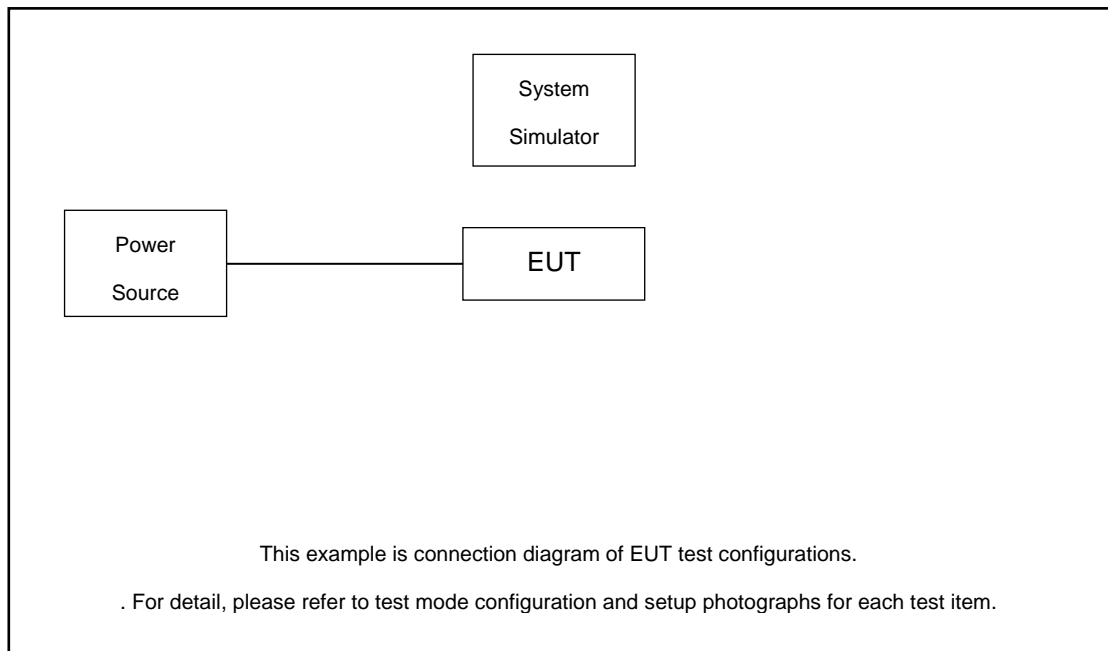 System
Simulator
Power
Source
EUT
This example is connection diagram of EUT test configurations.
. For detail, please refer to test mode configuration and setup photographs for each test item.